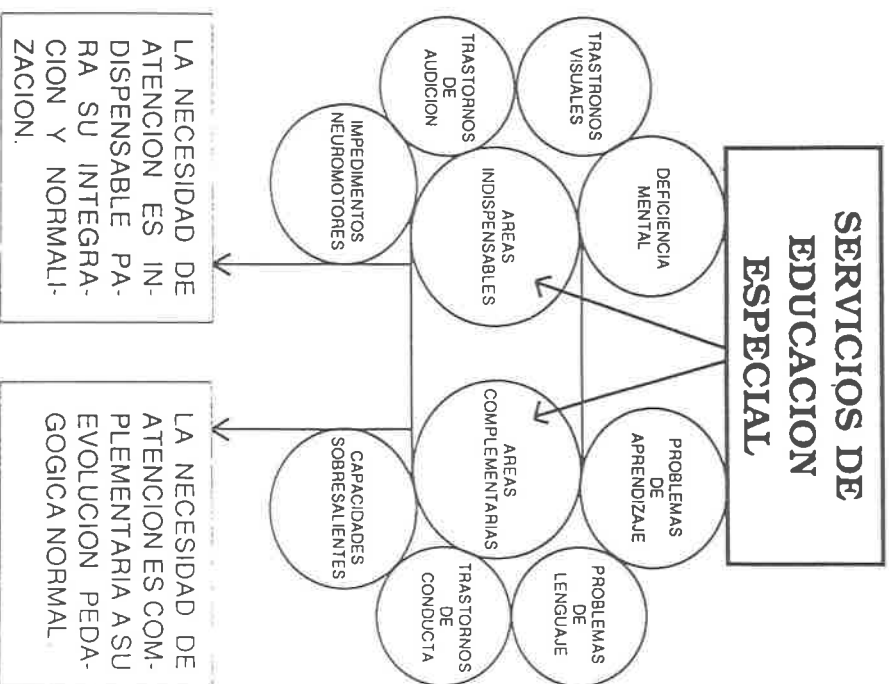 SERVICIOS DE
EDUCACION
ESPECIAL
DEFICIENCIA
MENTAL
TRASTRONOS
VISUALES
TRASTORNOS
DE
AUDICION
IMPEDIMENTOS
NEUROMOTORES
AREAS
INDISPENSABLES
PROBLEMAS
DE
APRENDIZAJE
PROBLEMAS
DE
LENGUAJE
TRASTORNOS
DE
CONDUCTA
CAPACIDADES
SOBRESALIENTES
AREAS
COMPLEMENTARIAS
LA NECESIDAD DE
ATENCION ES IN-
DISPENSABLE PA-
RA SU INTEGRA-
CION Y NORMALI-
ZACION.
LA NECESIDAD DE
ATENCION ES COM-
PLEMENTARIA A SU
EVOLUCION PEDA-
GOGICA NORMAL.